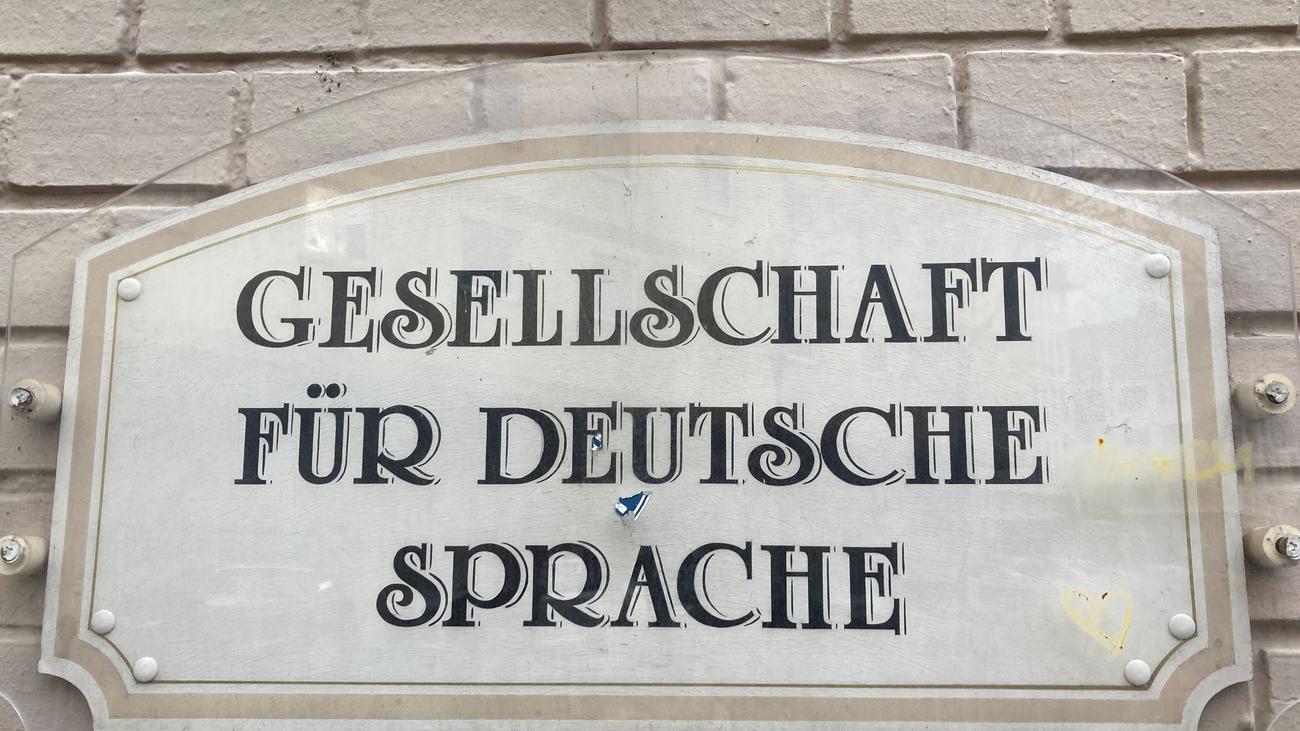 GESELLSCHAFT
FÜR DEUTSCHE
SPRACHE